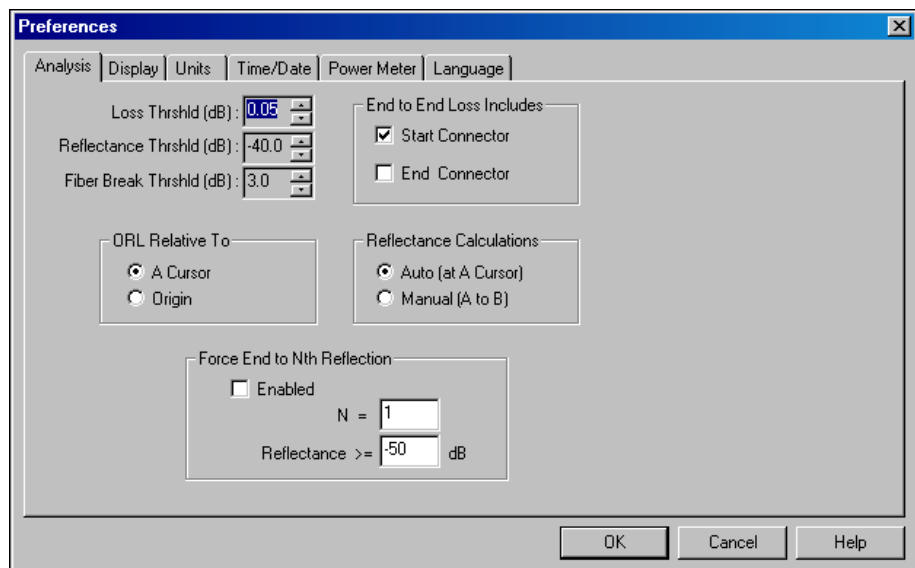 Preferences
Analysis Display Units Time/Date Power Meter Language
Loss Thrshld (dB) : 0.05
Reflectance Thrshld (dB) : -40.0
Fiber Break Thrshld (dB) : 3.0
End to End Loss Includes
Start Connector
End Connector
ORL Relative To
A Cursor
Origin
Reflectance Calculations
Auto (at A Cursor)
Manual (A to B)
Force End to Nth Reflection
Enabled
N = 1
Reflectance >= -50 dB
OK Cancel Help